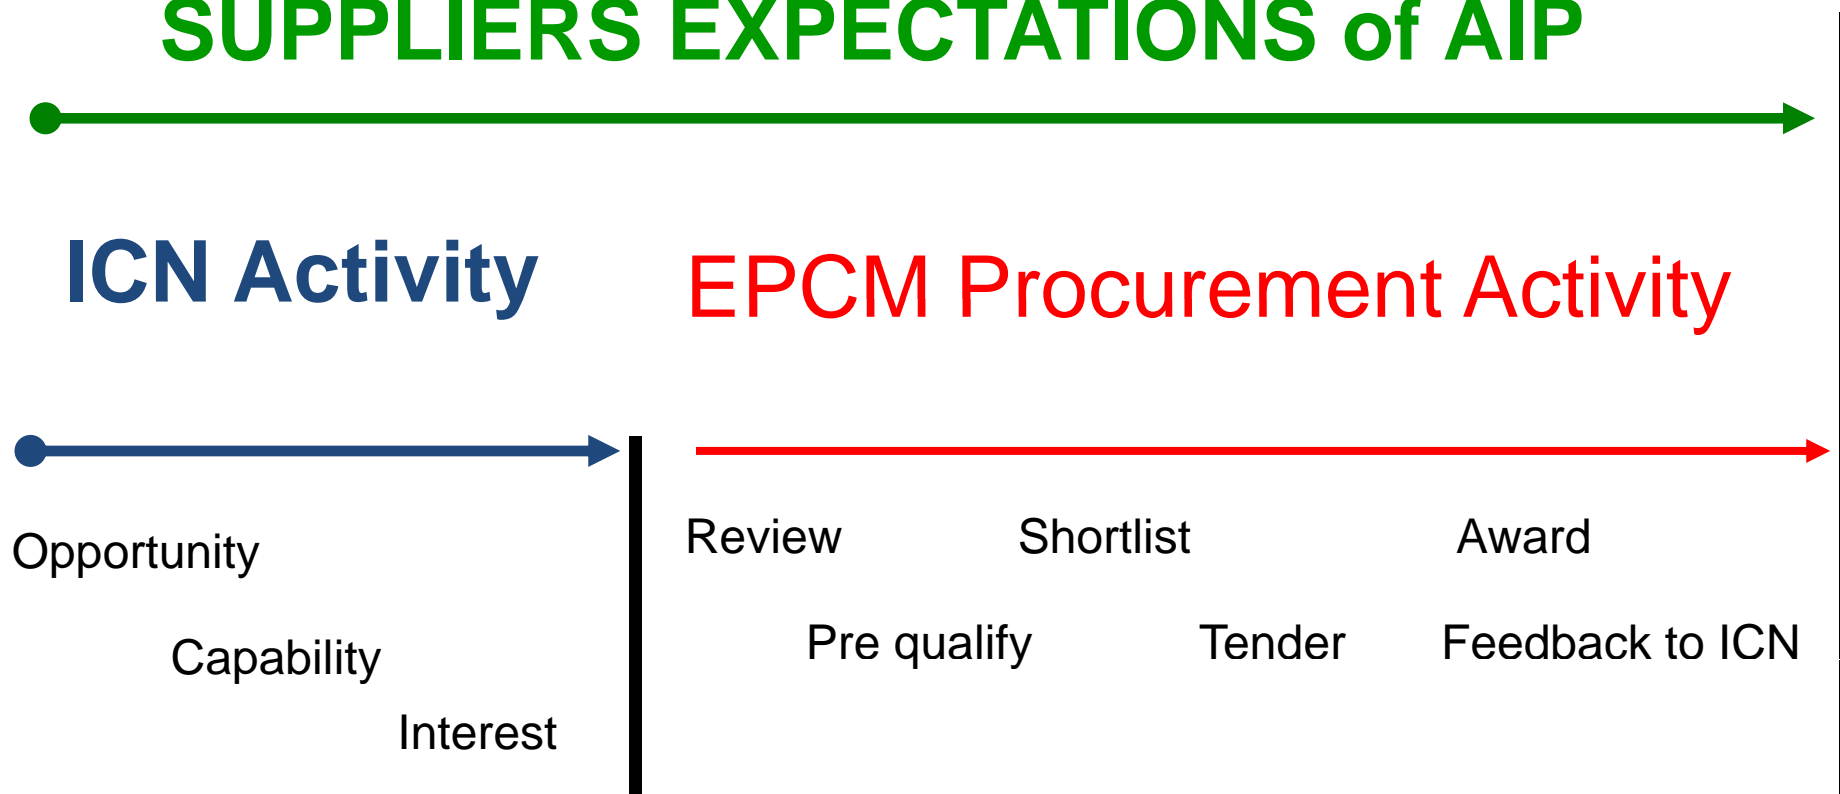 SUPPLIERS EXPECTATIONS of AIP
ICN Activity
EPCM Procurement Activity
Opportunity
Capability
Interest
Review
Shortlist
Award
Pre qualify
Tender
Feedback to ICN